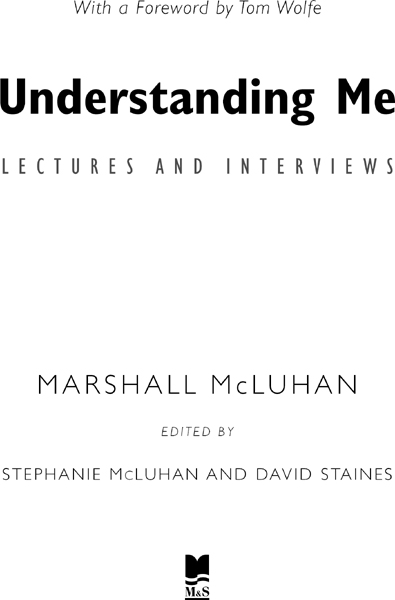 With a Foreword by Tom Wolfe
Understanding Me
LECTURES AND INTERVIEWS
MARSHALL McLUHAN
EDITED BY
STEPHANIE McLUHAN AND DAVID STAINES
M&S